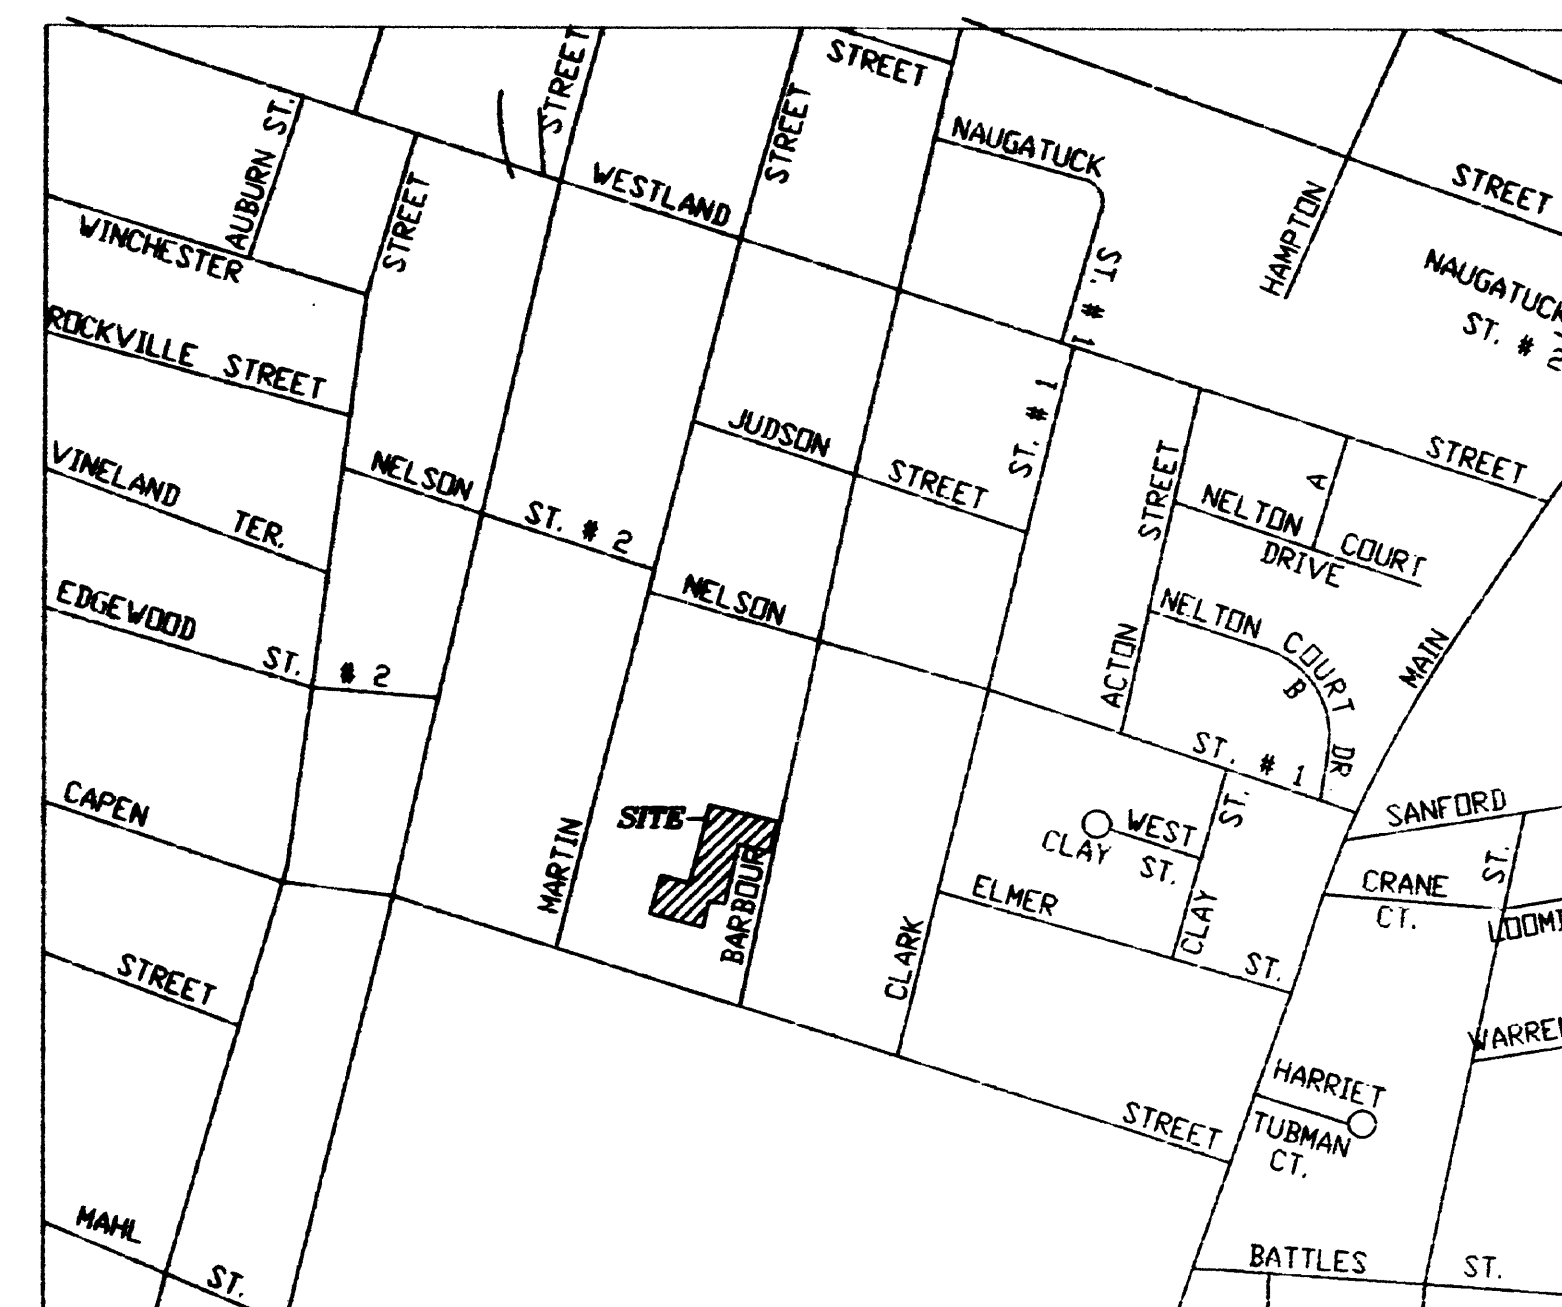 STREET
STREET
STREET
AUBURN ST.
STREET
NAUGATUCK
ST. # 1
WESTLAND
STREET
HAMPTON
NAUGATUCK
ST. # 2
WINCHESTER
ROCKVILLE STREET
JUDSON
STREET
ST. # 1
STREET
STREET
NELTON
COURT
A
DRIVE
VINELAND
TER.
NELSON
ST. # 2
NELSON
ST. # 1
EDGEWOOD
ST. # 2
ACTON
NELTON COURT
B
DR
MAIN
CAPEN
STREET
SITE
MARTIN
BARBOUR
CLARK
WEST
CLAY ST.
CLAY
ST.
ELMER
ST.
SANFORD
ST.
CRANE
CT.
LOOMI
WARREN
HARRIET
TUBMAN
CT.
STREET
MAHL
ST.
BATTLES ST.